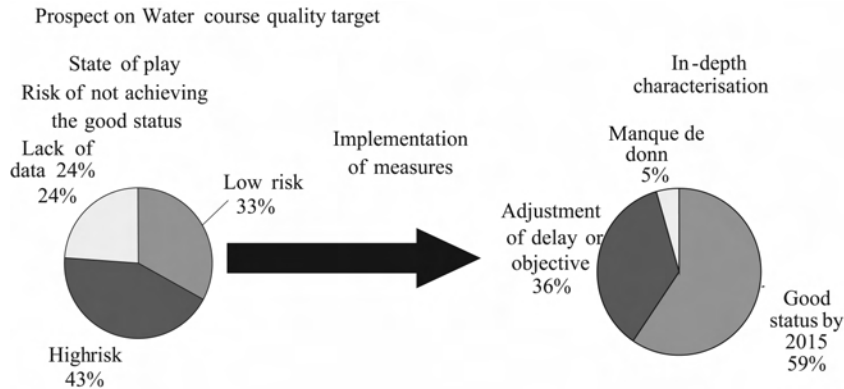 Prospect on Water course quality target
State of play
Risk of not achieving
the good status
Lack of
data 24%
24%
Low risk
33%
Highrisk
43%
Implementation
of measures
In-depth
characterisation
Manque de
donn
5%
Adjustment
of delay or
objective
36%
Good
status by
2015
59%